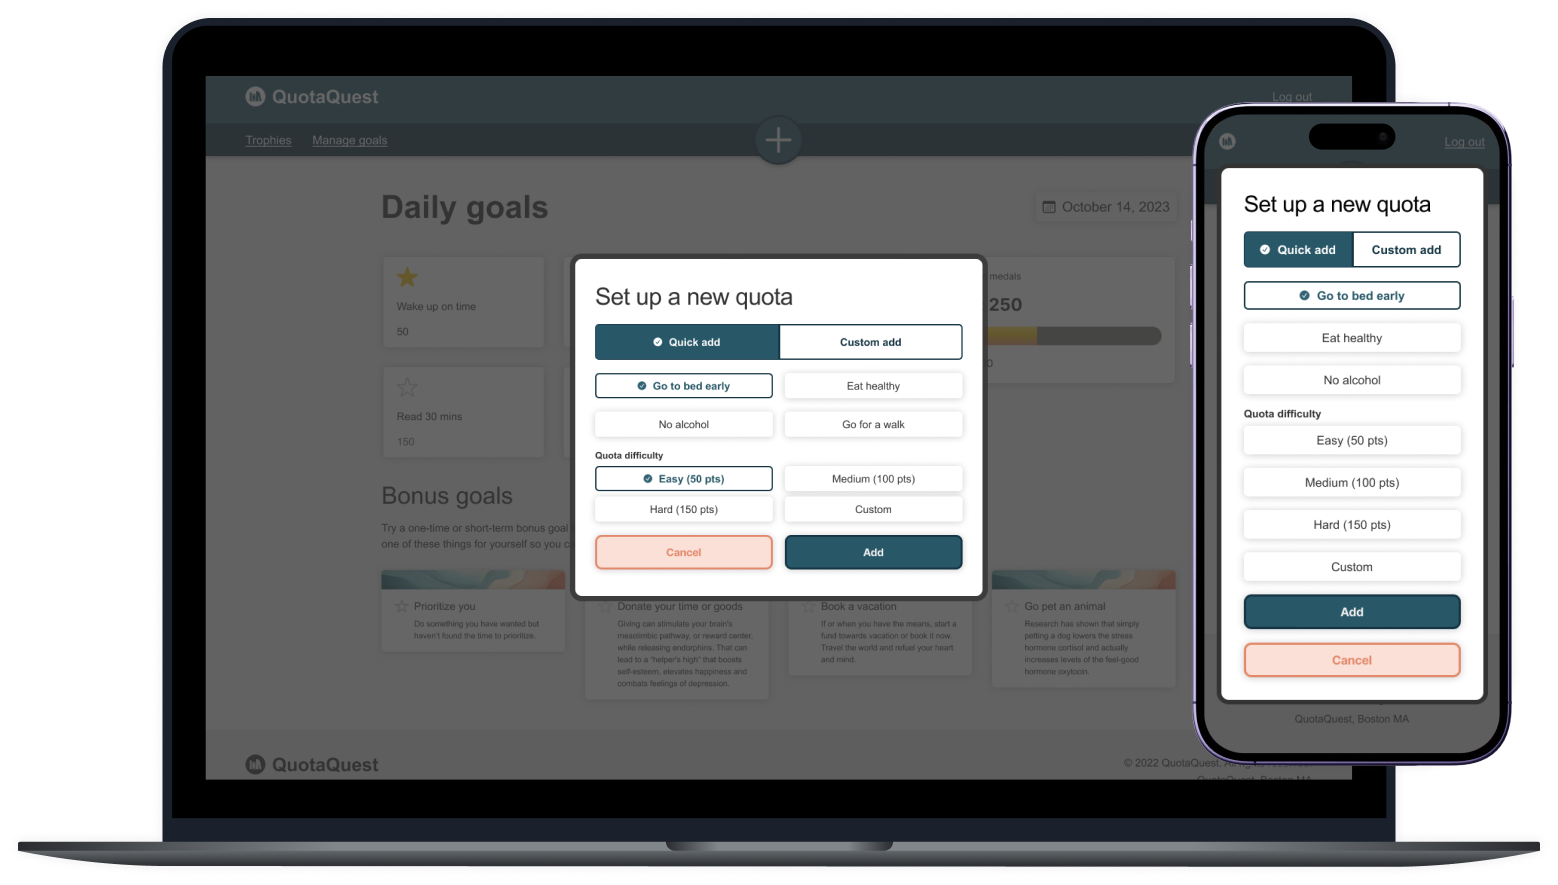 QuotaQuest
Log out
Trophies
Manage goals
Daily goals
October 14, 2023
Wake up on time
50
medals
250
0
Read 30 mins
150
Set up a new quota
Quick add
Custom add
Go to bed early
Eat healthy
No alcohol
Go for a walk
Quota difficulty
Easy (50 pts)
Medium (100 pts)
Hard (150 pts)
Custom
Cancel
Add
Bonus goals
Try a one-time or short-term bonus goal
one of these things for yourself so you c
Prioritize you
Do something you have wanted but
haven't found the time to prioritize.
Donate your time or goods
Giving can stimulate your brain's
mesolimbic pathway, or reward center,
while releasing endorphins. That can
lead to a "helper's high" that boosts
self-esteem, elevates happiness and
combats feelings of depression.
Book a vacation
If or when you have the means, start a
fund towards vacation or book it now.
Travel the world and refuel your heart
and mind.
Go pet an animal
Research has shown that simply
petting a dog lowers the stress
hormone cortisol and actually
increases levels of the feel-good
hormone oxytocin.
QuotaQuest
© 2022 QuotaQuest,
QuotaQuest, Boston MA
Log out
Set up a new quota
Quick add
Custom add
Go to bed early
Eat healthy
No alcohol
Quota difficulty
Easy (50 pts)
Medium (100 pts)
Hard (150 pts)
Custom
Add
Cancel
QuotaQuest, Boston MA